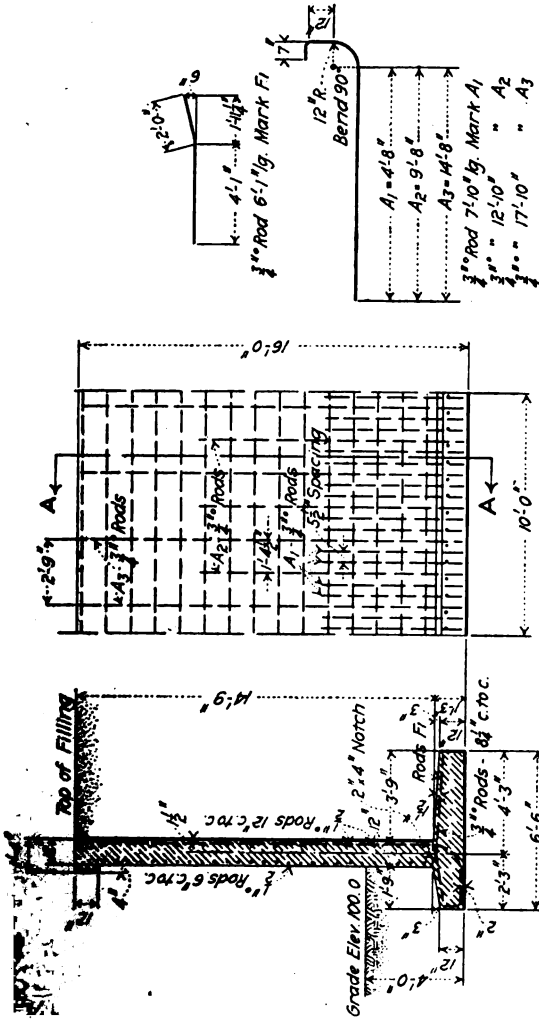 Top of Filling
12"
4"
½"° Rods 6" c. to c.
½"° Rods 12" c. to c.
1½"
14'-9"
2" x 4" Notch
12"
Grade Elev 100.0
1'-9"
3'-9"
Rods F1
1½"
3"
3"
12"
12"
1'-3"
4'-0"
2"
¾"° Rods - 8¼" c. to c.
2'-3"
4'-3"
6'-6"
A
A
2'-9"
A3 - ¾"° Rods
A2 - ¾"° Rods
A1 - ¾"° Rods
5½" Spacing
10'-0"
16'-0"
2'-0"
6"
4'-1"
¾"° Rod 6'-1" lg. Mark F1
7"
12"
12" R.
Bend 90°
A1 = 4'-8"
A2 = 9'-8"
A3 = 14'-8"
¾"° Rod 7'-10" lg. Mark A1
¾"° " 12'-10" " A2
¾"° " 17'-10" " A3